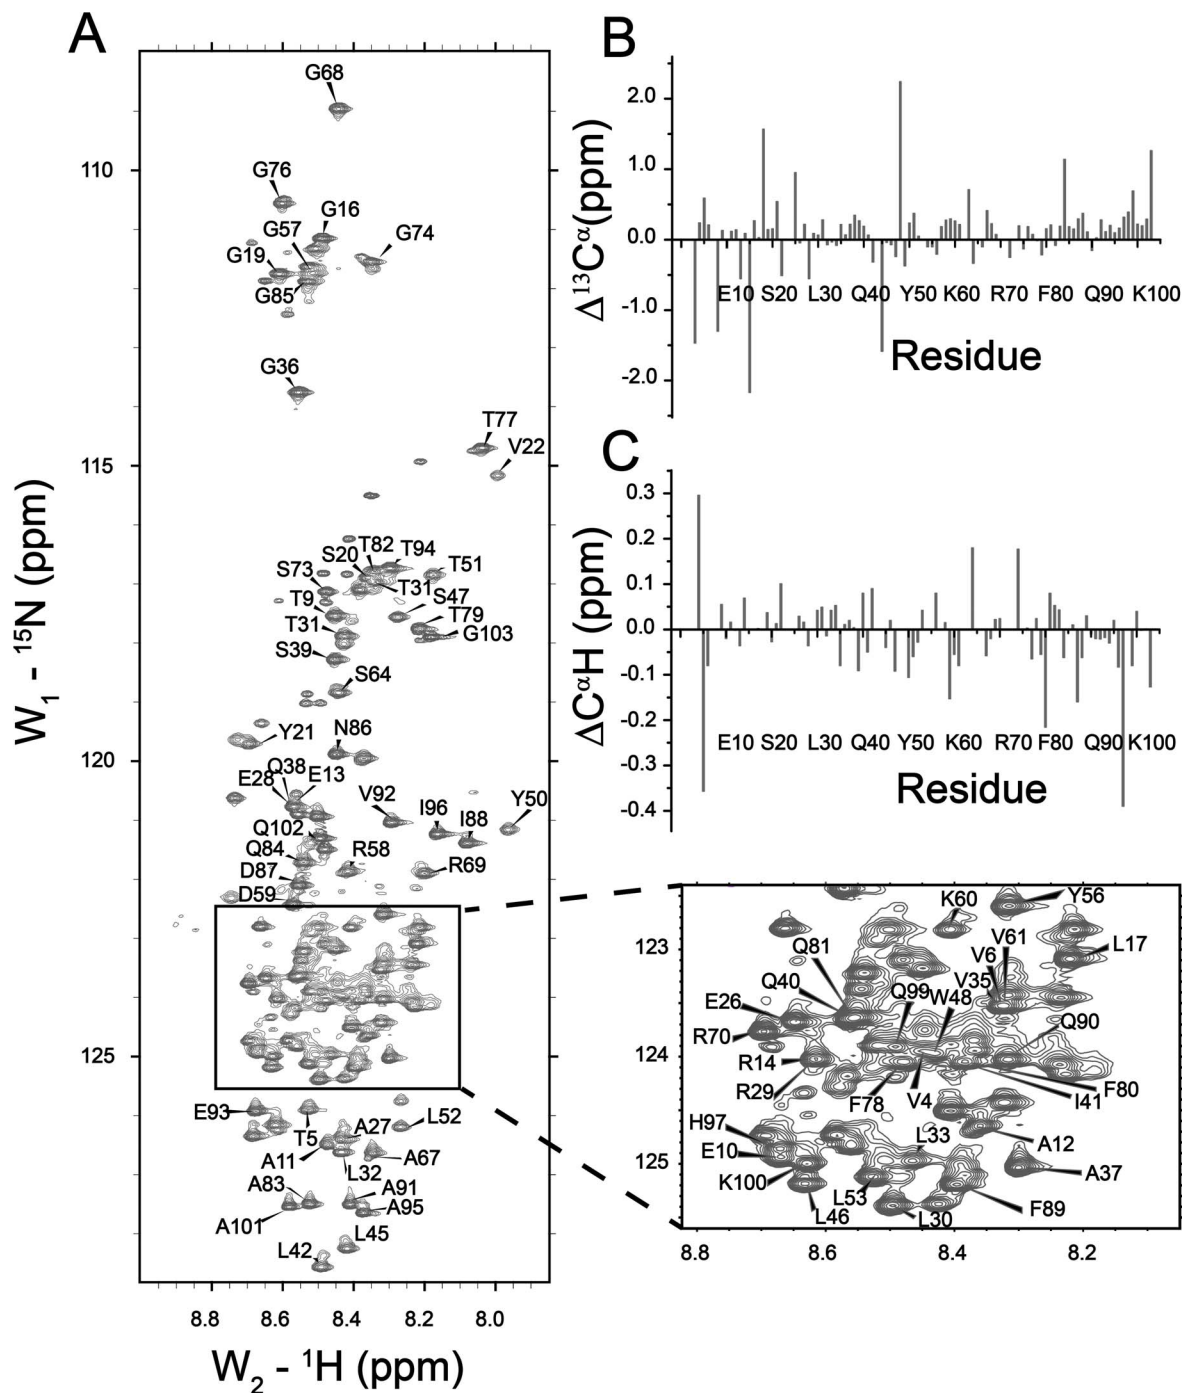 A
G68
110
G76
G16
G57
G74
G19
G85
G36
T77
V22
115
T82
S20
T94
T51
S73
T31
S47
T9
T79
T31
G103
S39
S64
Y21
N86
Q38
E13
120
E28
V92
I96
Y50
I88
Q102
R58
Q84
R69
D87
D59
125
E93
A27
L52
T5
A11
A67
L32
A83
A91
A95
A101
L45
L42
8.8 8.6 8.4 8.2 8.0
W1 - 15N (ppm)
W2 - 1H (ppm)
B
2.0
1.0
0.0
-1.0
-2.0
Δ13Cα(ppm)
E10 S20 L30 Q40 Y50 K60 R70 F80 Q90 K100
Residue
C
0.3
0.2
0.1
0.0
-0.1
-0.2
-0.3
-0.4
ΔCαH (ppm)
E10 S20 L30 Q40 Y50 K60 R70 F80 Q90 K100
Residue
K60
Y56
123
Q81
V61
V6
L17
Q40
V35
Q99
W48
E26
Q90
R70
124
R14
F80
R29
I41
F78
V4
H97
L33
A12
E10
125
A37
K100
L53
F89
L46
L30
8.8 8.6 8.4 8.2